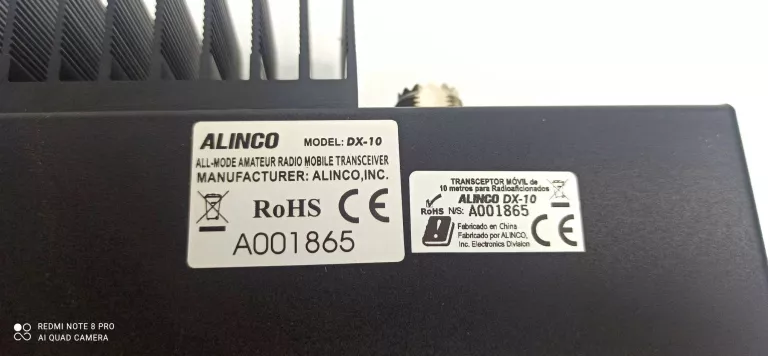 ALINCO MODEL: DX-10
ALL-MODE AMATEUR RADIO MOBILE TRANSCEIVER
MANUFACTURER: ALINCO,INC.
RoHS CE
A001865
TRANSCEPTOR MÓVIL de
10 metros para Radioaficionados
ALINCO DX-10
RoHS N/S: A001865
Fabricado en China
Fabricado por ALINCO,
Inc. Electronics Division
CE
REDMI NOTE 8 PRO
AI QUAD CAMERA